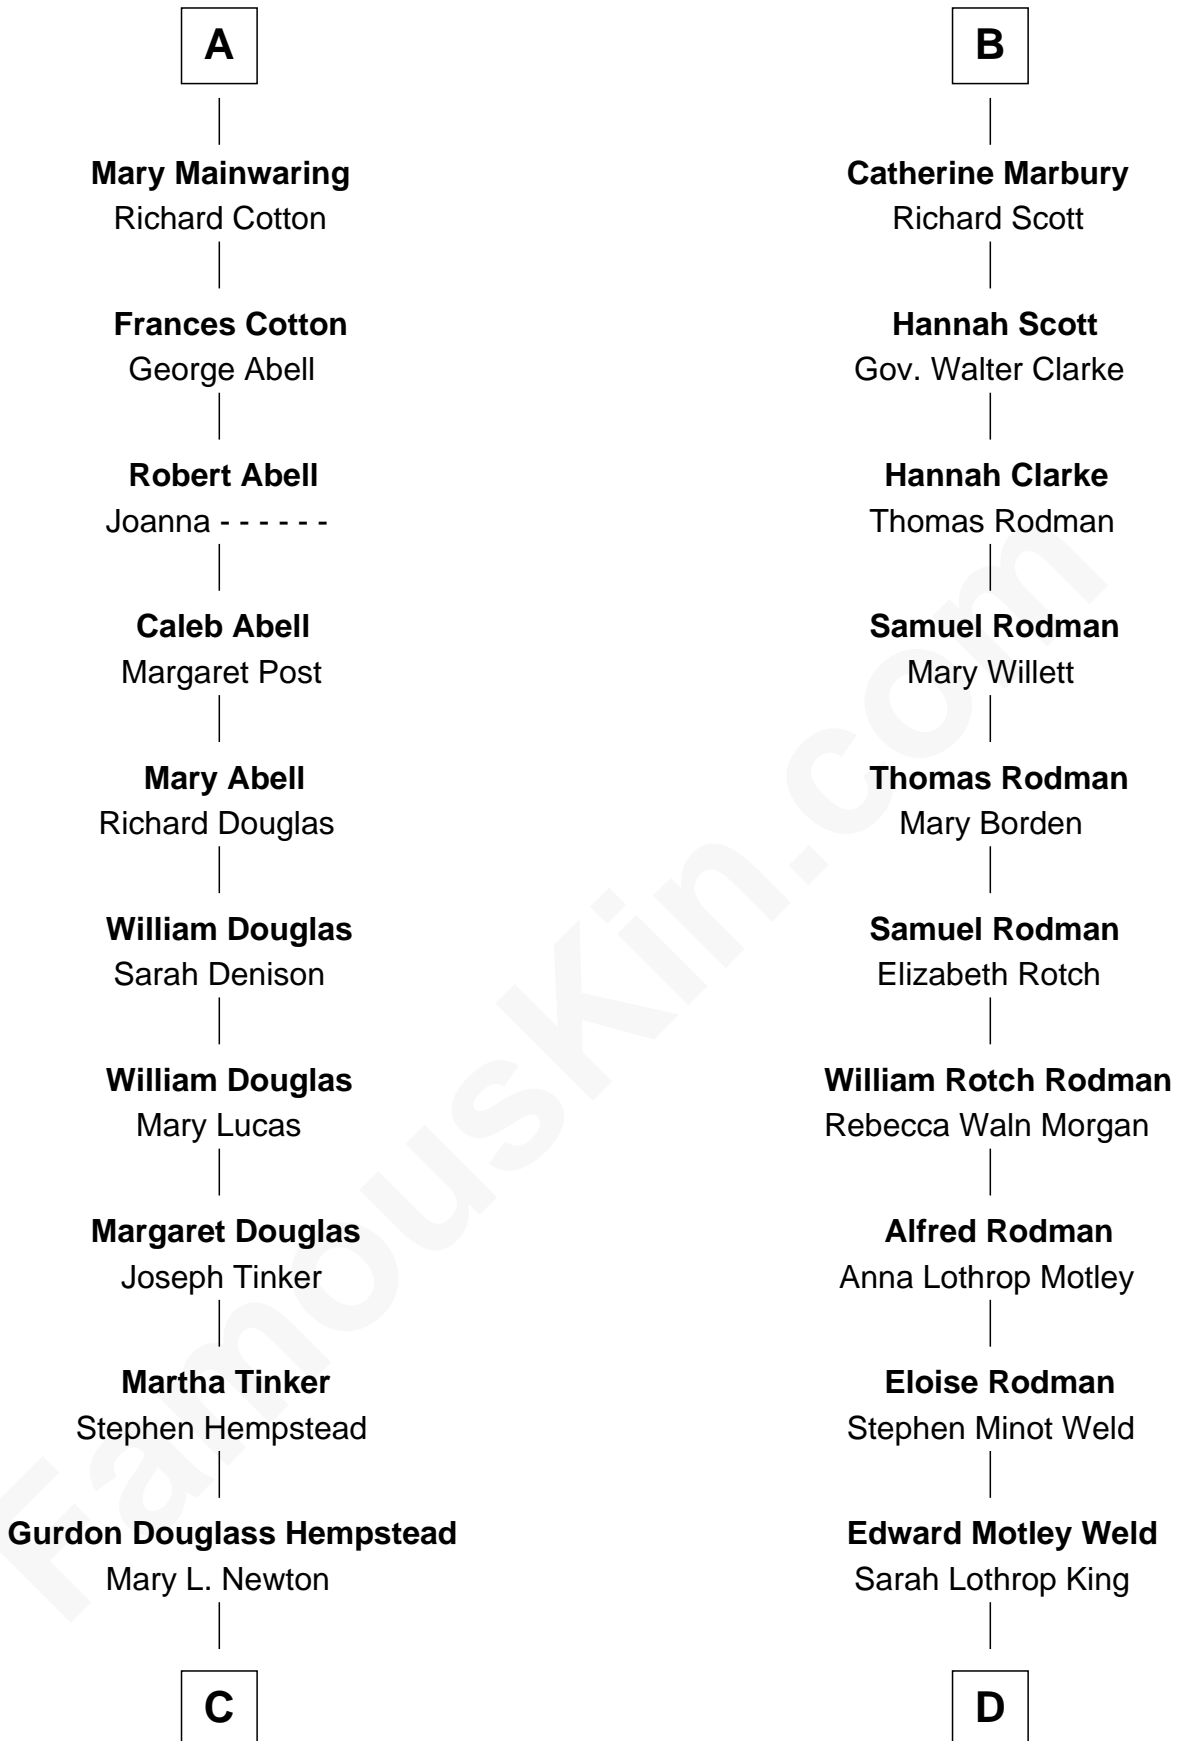 A
Mary Mainwaring
Richard Cotton
Frances Cotton
George Abell
Robert Abell
Joanna - - - - - -
Caleb Abell
Margaret Post
Mary Abell
Richard Douglas
William Douglas
Sarah Denison
William Douglas
Mary Lucas
Margaret Douglas
Joseph Tinker
Martha Tinker
Stephen Hempstead
Gurdon Douglass Hempstead
Mary L. Newton
C
B
Catherine Marbury
Richard Scott
Hannah Scott
Gov. Walter Clarke
Hannah Clarke
Thomas Rodman
Samuel Rodman
Mary Willett
Thomas Rodman
Mary Borden
Samuel Rodman
Elizabeth Rotch
William Rotch Rodman
Rebecca Waln Morgan
Alfred Rodman
Anna Lothrop Motley
Eloise Rodman
Stephen Minot Weld
Edward Motley Weld
Sarah Lothrop King
D
FamousKin.com